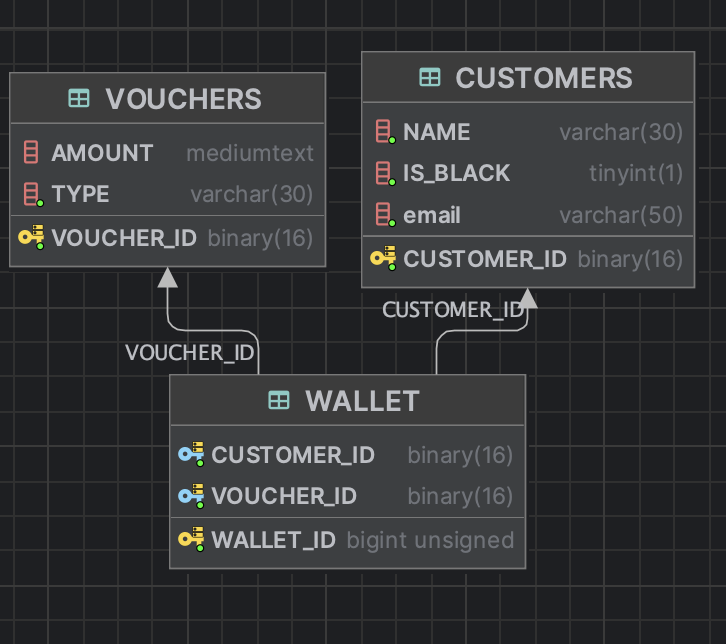 VOUCHERS
AMOUNT mediumtext
TYPE varchar(30)
VOUCHER_ID binary(16)
CUSTOMERS
NAME varchar(30)
IS_BLACK tinyint(1)
email varchar(50)
CUSTOMER_ID binary(16)
CUSTOMER_ID
VOUCHER_ID
WALLET
CUSTOMER_ID binary(16)
VOUCHER_ID binary(16)
WALLET_ID bigint unsigned